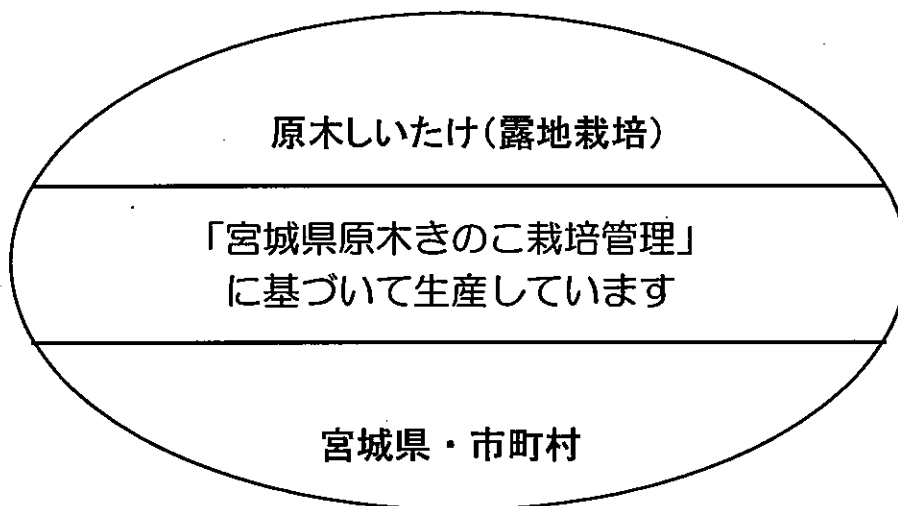 原木しいたけ(露地栽培)
「宮城県原木きのこ栽培管理」
に基づいて生産しています
宮城県・市町村